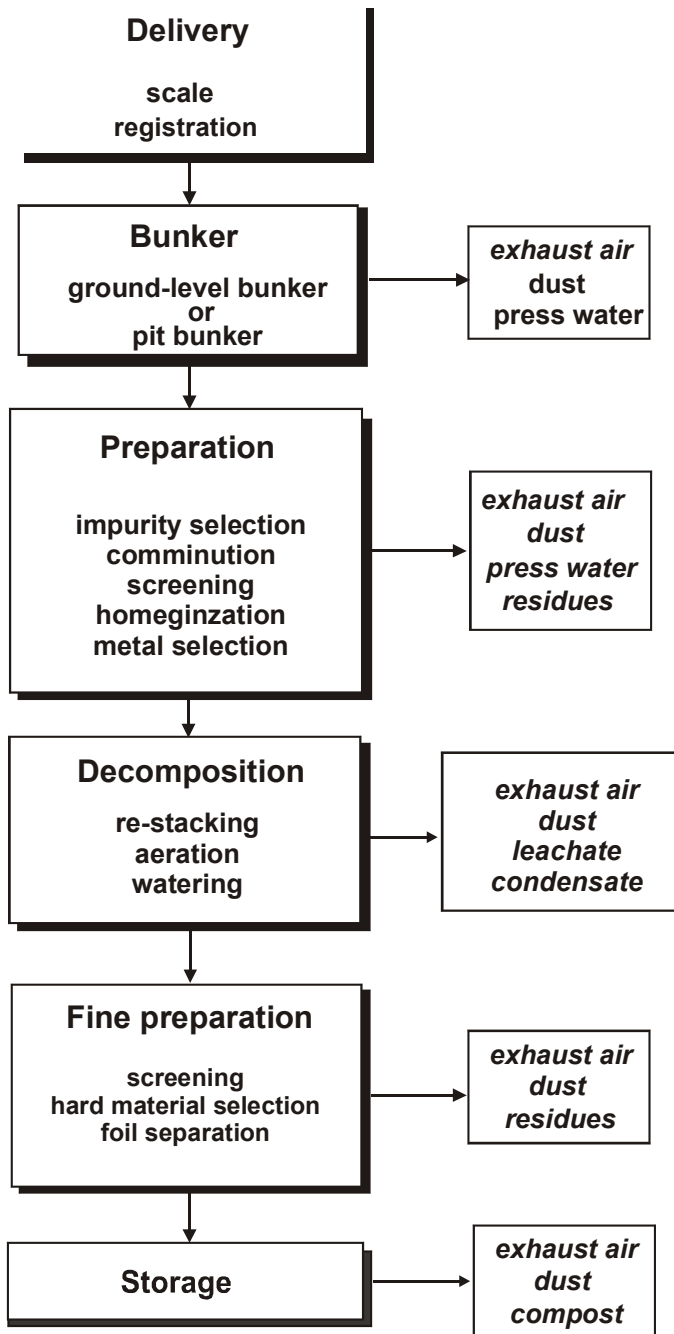 Delivery
scale
registration
Bunker
ground-level bunker
or
pit bunker
exhaust air
dust
press water
Preparation
impurity selection
comminution
screening
homeginzation
metal selection
exhaust air
dust
press water
residues
Decomposition
re-stacking
aeration
watering
exhaust air
dust
leachate
condensate
Fine preparation
screening
hard material selection
foil separation
exhaust air
dust
residues
Storage
exhaust air
dust
compost